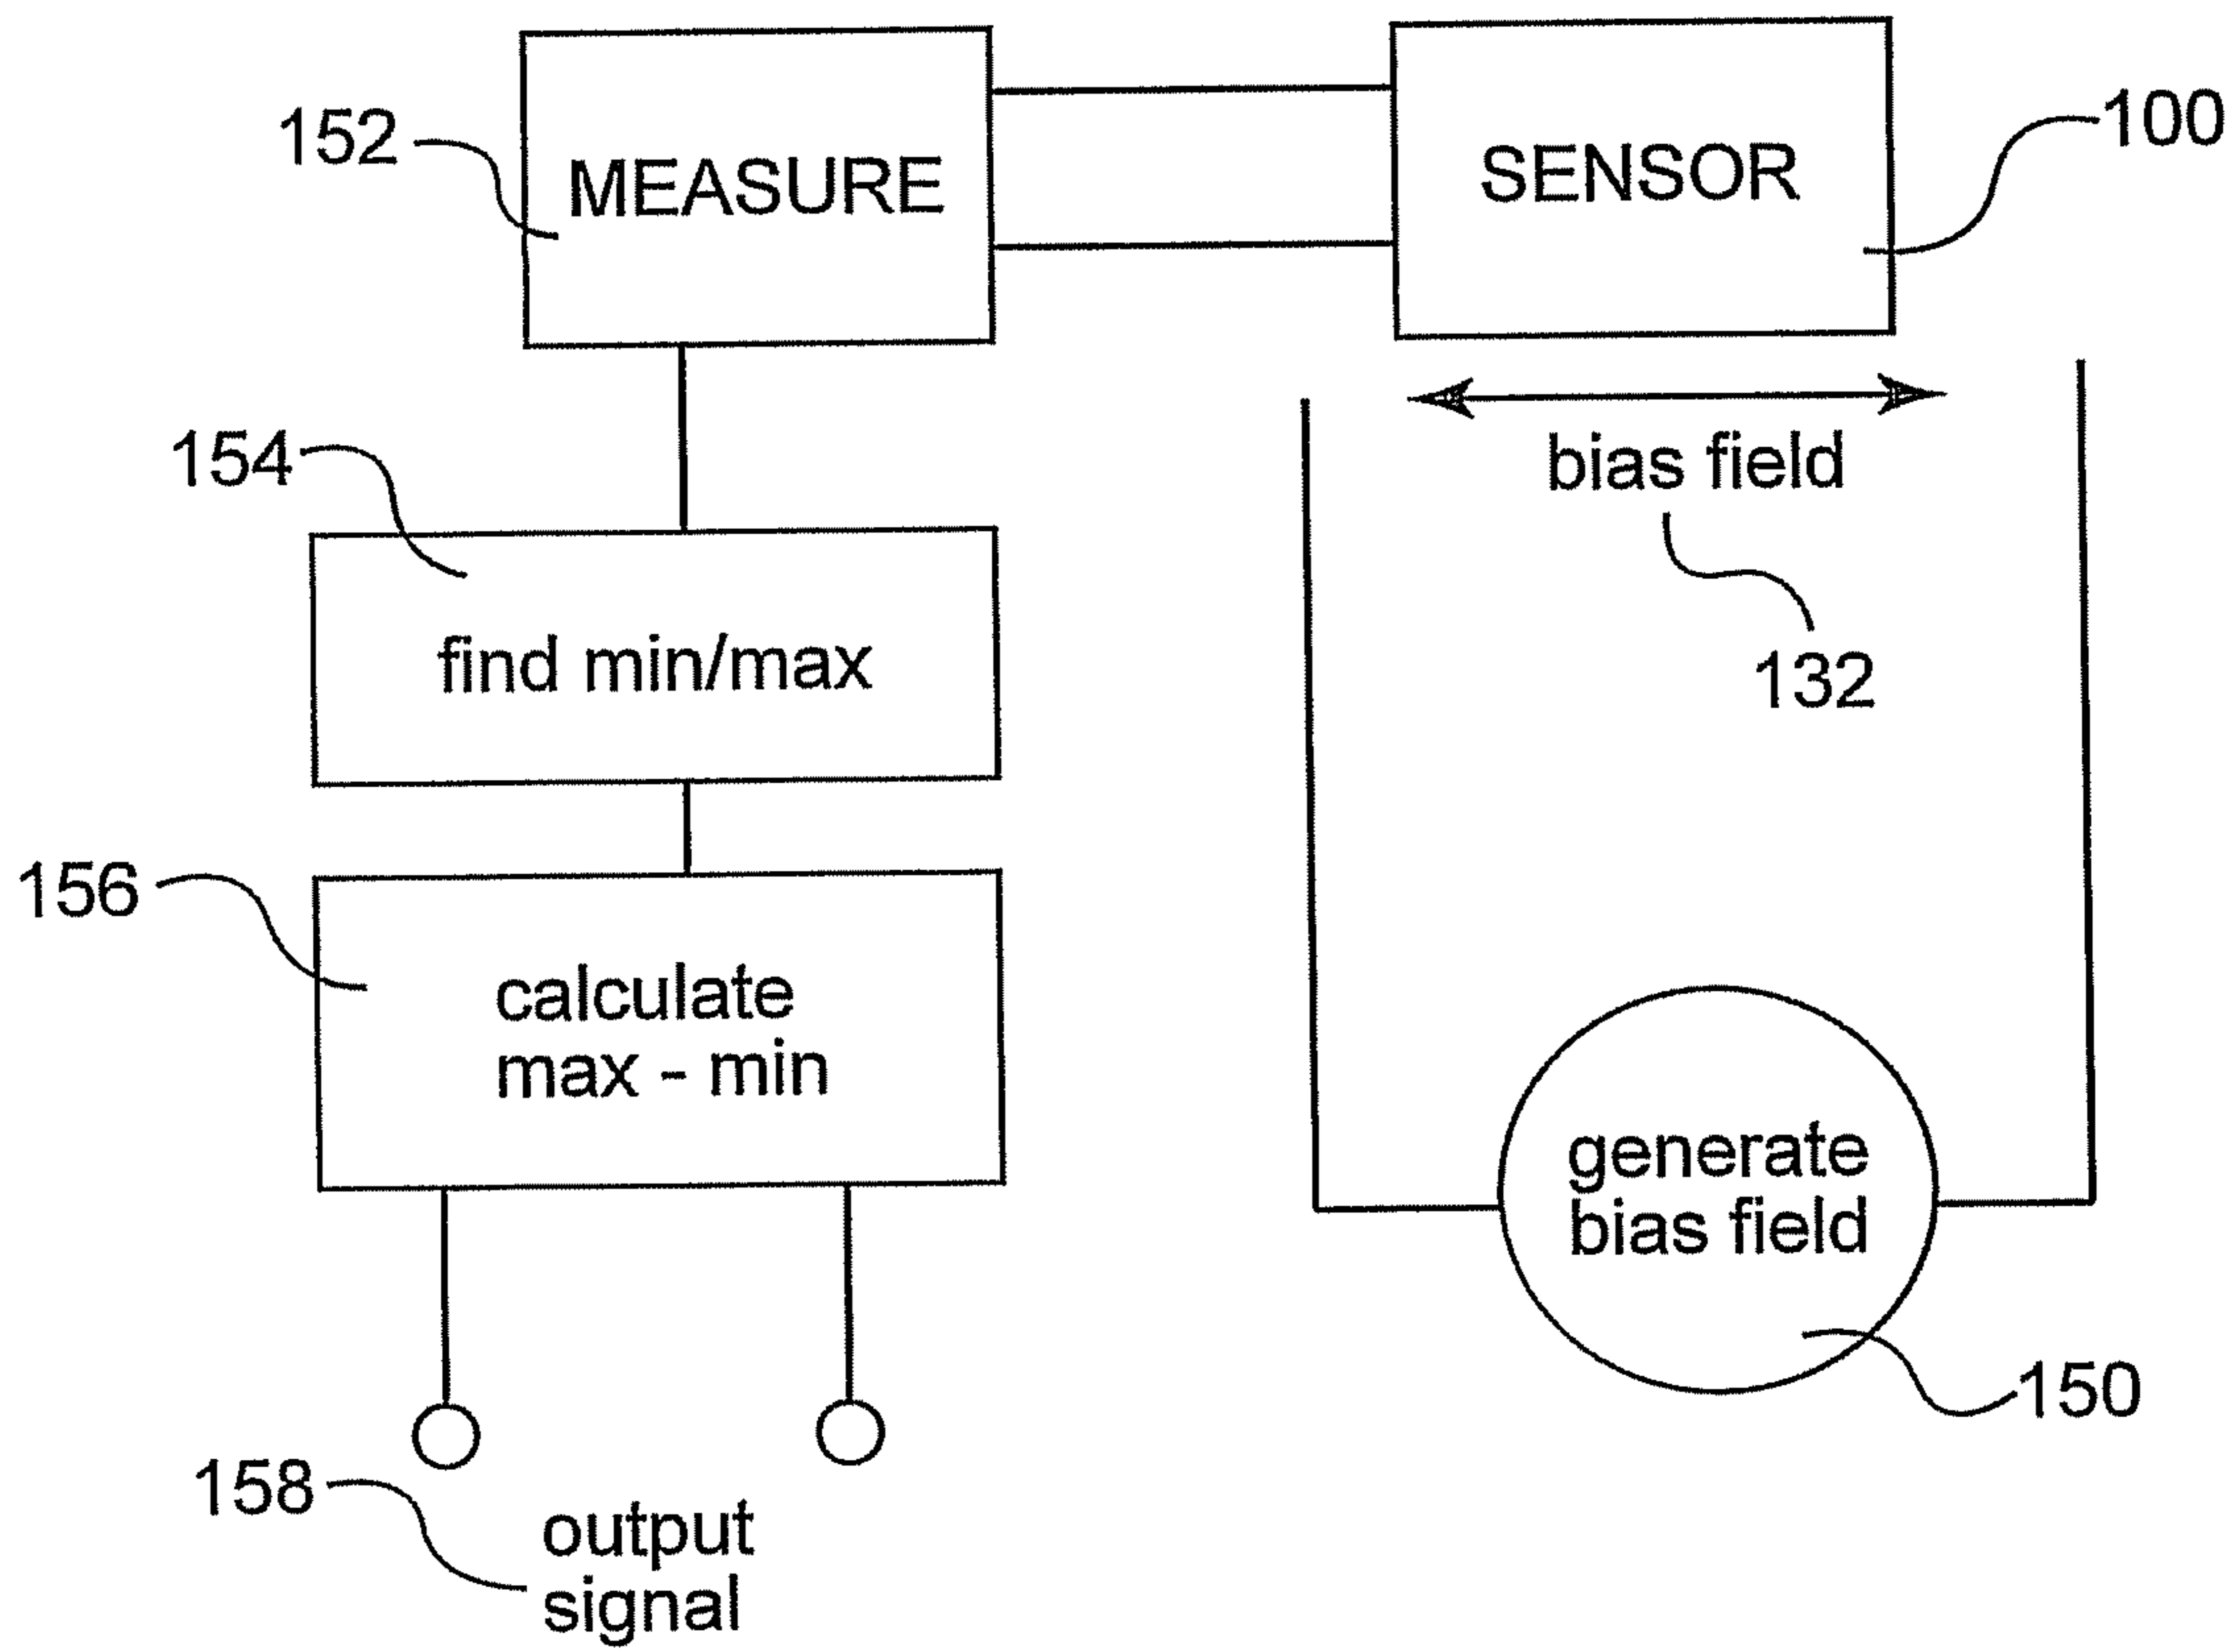 152
MEASURE
SENSOR
100
154
find min/max
bias field
132
156
calculate
max - min
generate
bias field
150
158
output
signal